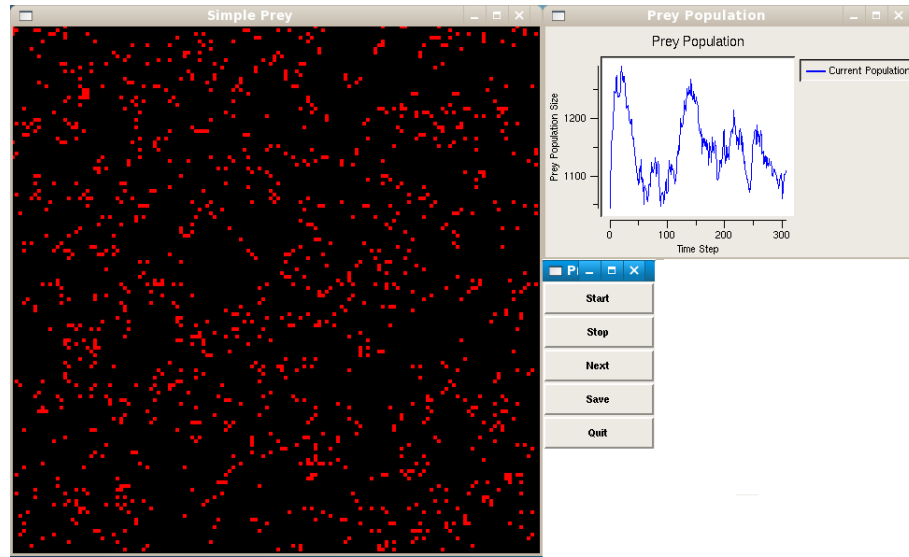 Simple Prey
Prey Population
Prey Population
Current Population
Prey Population Size
1200
1100
0
100
200
300
Time Step
Start
Stop
Next
Save
Quit